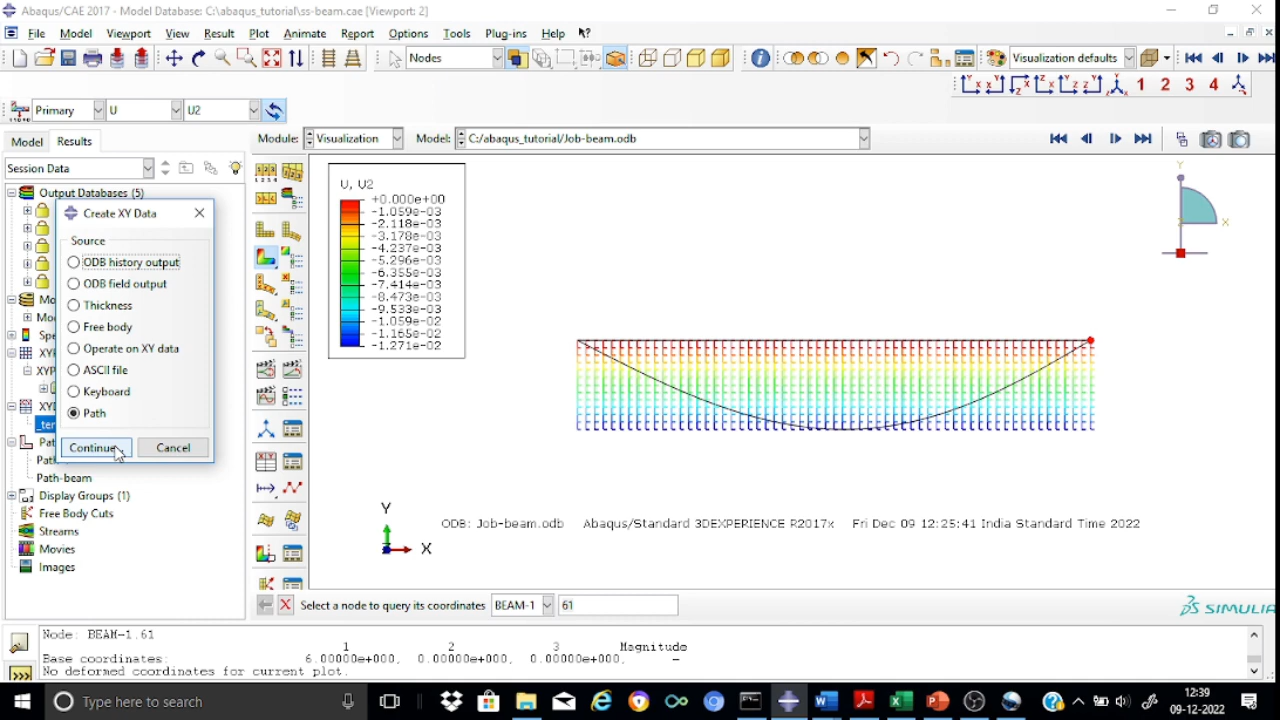 Abaqus/CAE 2017 - Model Database: C:\abaqus_tutorial\ss-beam.cae [Viewport: 2]
File Model Viewport View Result Plot Animate Report Options Tools Plug-ins Help
Nodes Visualization defaults
1 2 3 4
Primary U U2
Model Results Module: Visualization Model: C:/abaqus_tutorial/Job-beam.odb
Session Data
Output Databases (5)
Create XY Data
Source
ODB history output
ODB field output
Thickness
Free body
Operate on XY data
ASCII file
Keyboard
Path
Continue Cancel
Path-beam
Display Groups (1)
Free Body Cuts
Streams
Movies
Images
U, U2
+0.000e+00
-1.059e-03
-2.118e-03
-3.178e-03
-4.237e-03
-5.296e-03
-6.355e-03
-7.414e-03
-8.473e-03
-9.533e-03
-1.059e-02
-1.165e-02
-1.271e-02
Y
X
Y
X
ODB: Job-beam.odb Abaqus/Standard 3DEXPERIENCE R2017x Fri Dec 09 12:25:41 India Standard Time 2022
Select a node to query its coordinates BEAM-1 61
SIMULIA
Node: BEAM-1.61
1 2 3 Magnitude
Base coordinates: 6.00000e+000, 0.00000e+000, 0.00000e+000, -
No deformed coordinates for current plot.
Type here to search
12:39
09-12-2022